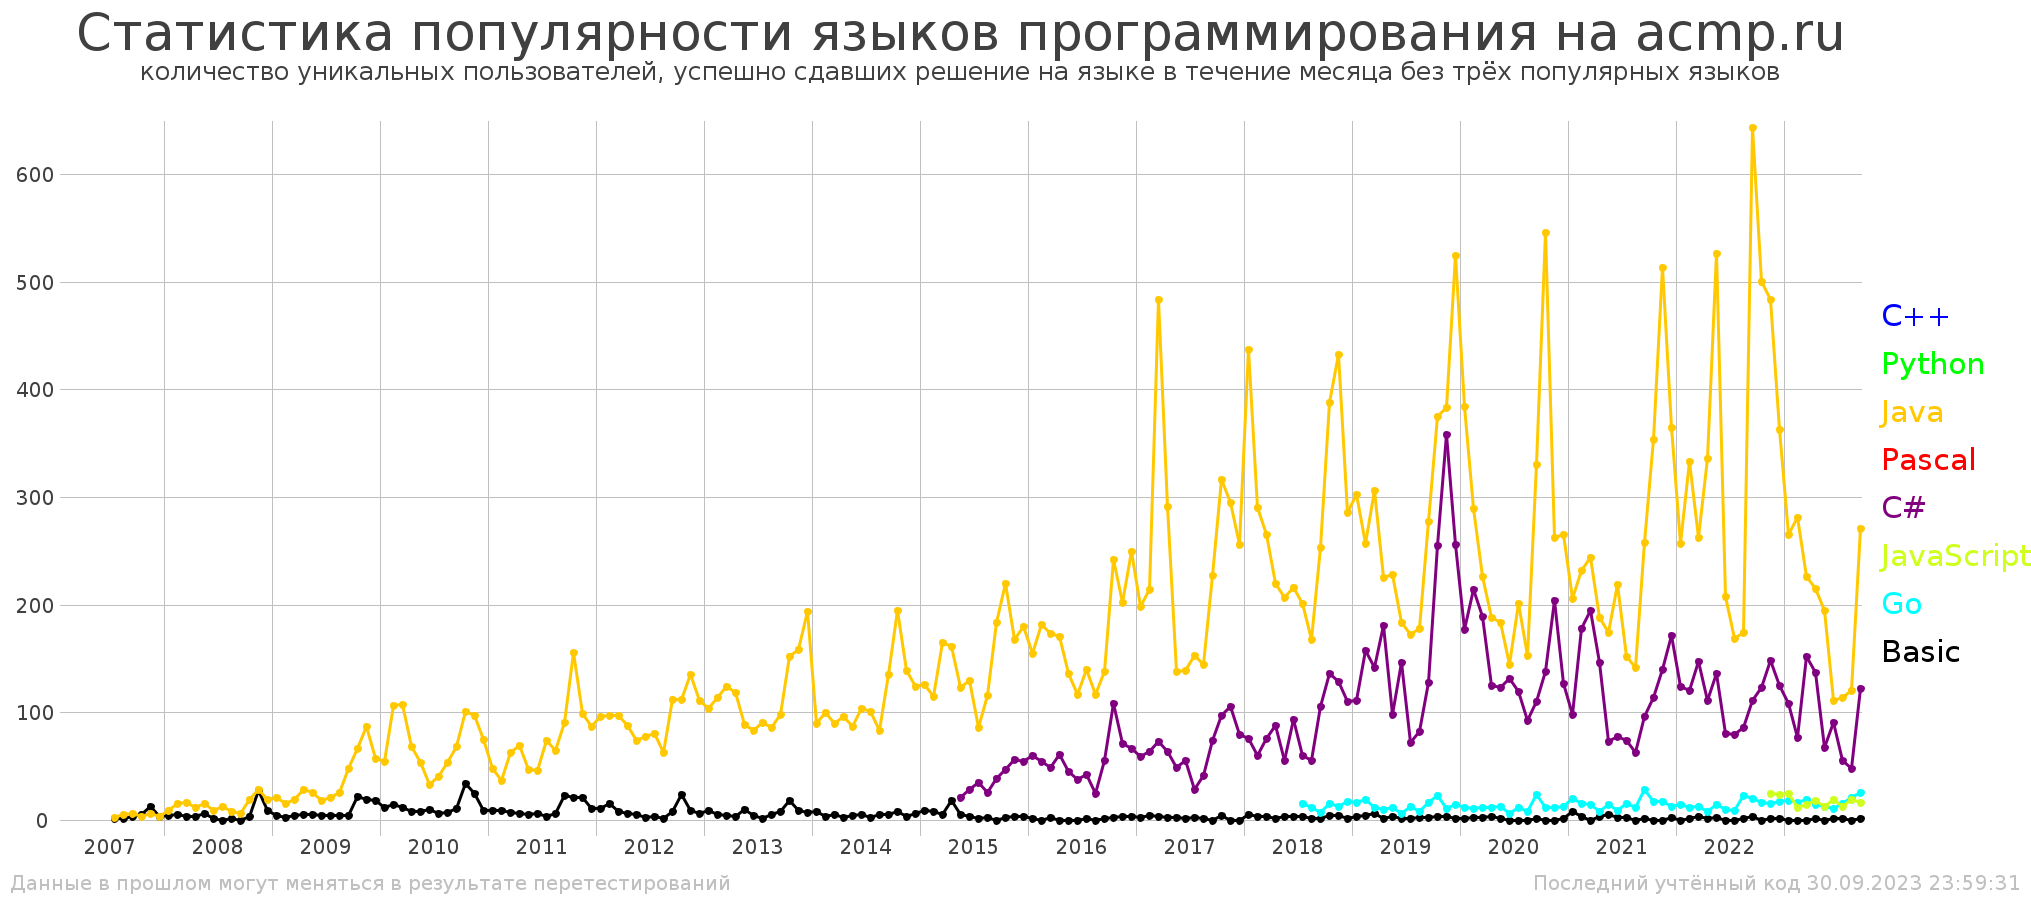 Статистика популярности языков программирования на acmp.ru
количество уникальных пользователей, успешно сдавших решение на языке в течение месяца без трёх популярных языков
600
500
400
300
200
100
0
C++
Python
Java
Pascal
C#
JavaScript
Go
Basic
2007 2008 2009 2010 2011 2012 2013 2014 2015 2016 2017 2018 2019 2020 2021 2022
Данные в прошлом могут меняться в результате перетестирований
Последний учтённый код 30.09.2023 23:59:31